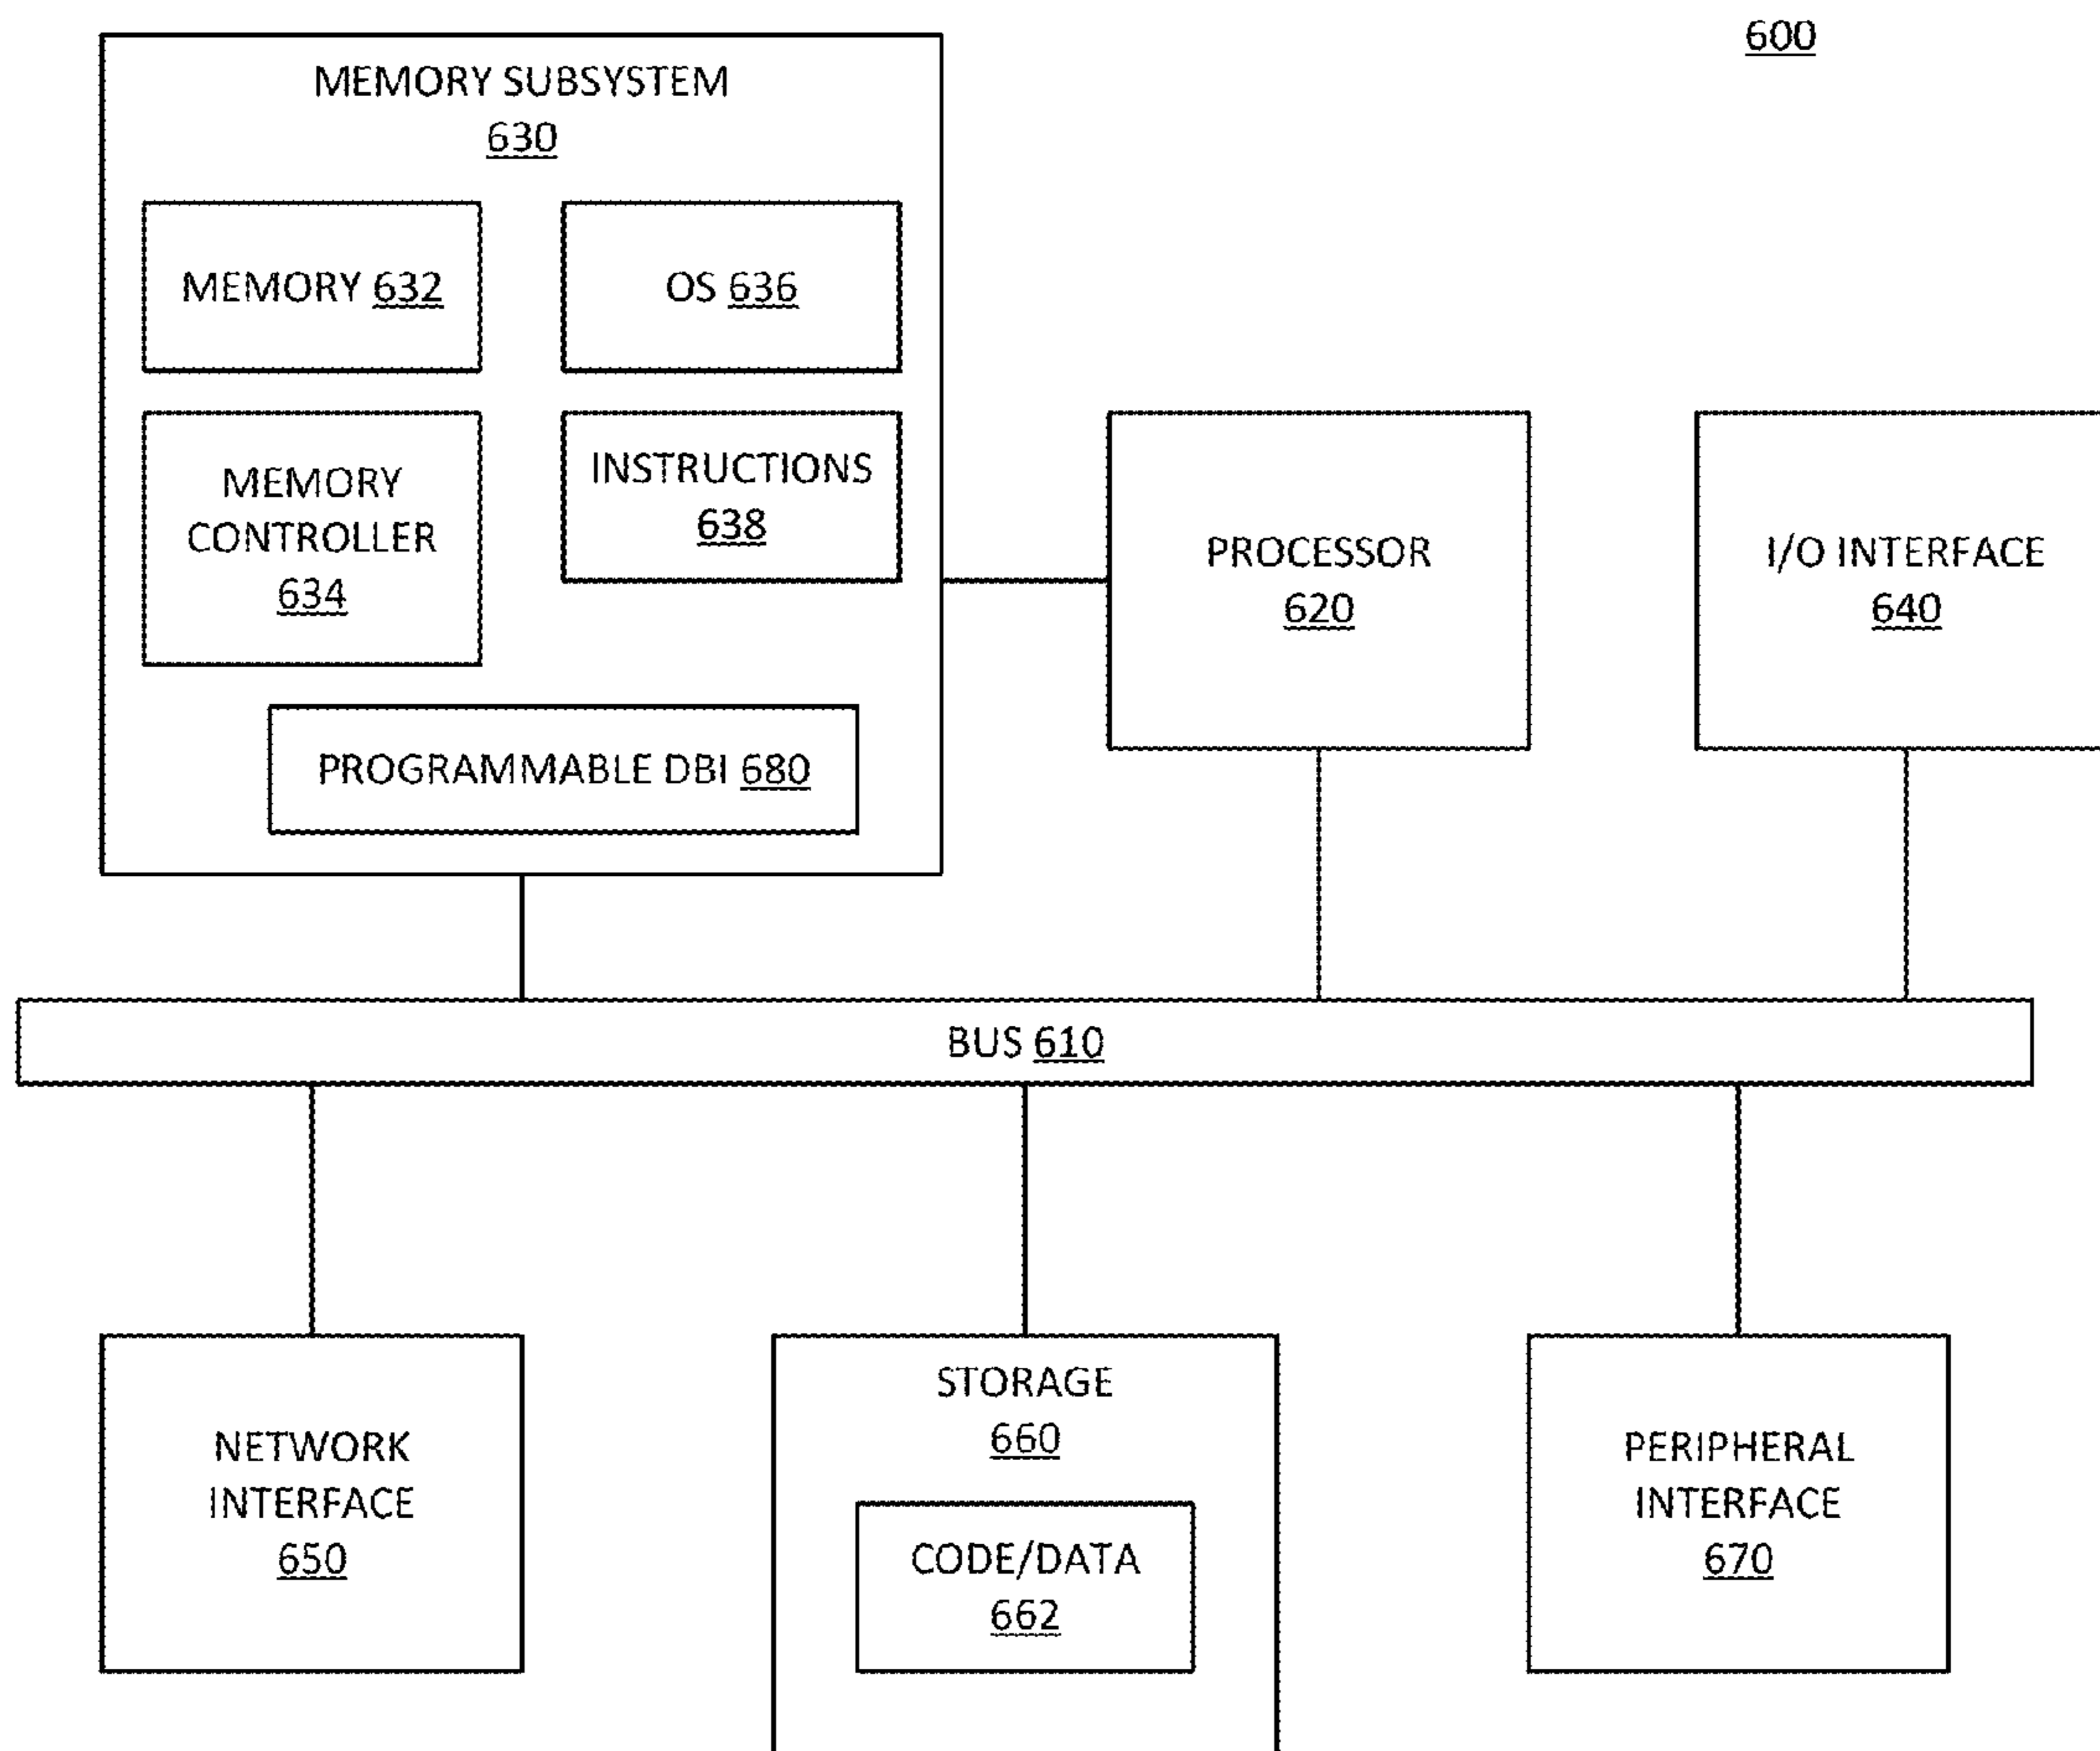 600
MEMORY SUBSYSTEM
630
MEMORY 632
OS 636
MEMORY
CONTROLLER
634
INSTRUCTIONS
638
PROGRAMMABLE DBI 680
PROCESSOR
620
I/O INTERFACE
640
BUS 610
NETWORK
INTERFACE
650
STORAGE
660
CODE/DATA
662
PERIPHERAL
INTERFACE
670